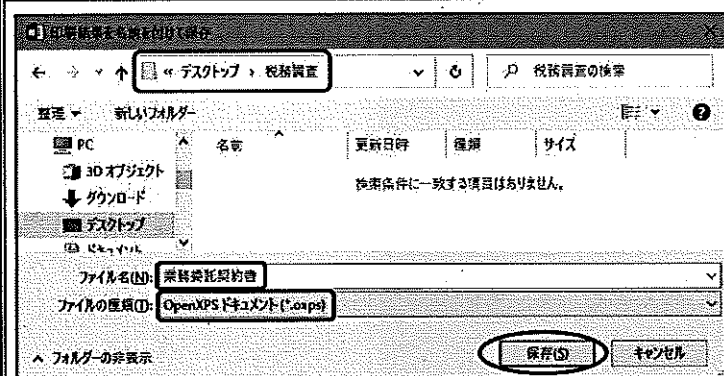 印刷結果を名前を付けて保存
« デスクトップ › 税務調査
税務調査の検索
整理 新しいフォルダー
PC
3D オブジェクト
ダウンロード
デスクトップ
ドキュメント
名前 更新日時 種類 サイズ
検索条件に一致する項目はありません。
ファイル名(N): 業務委託契約書
ファイルの種類(T): OpenXPS ドキュメント (*.oxps)
フォルダーの非表示
保存(S) キャンセル